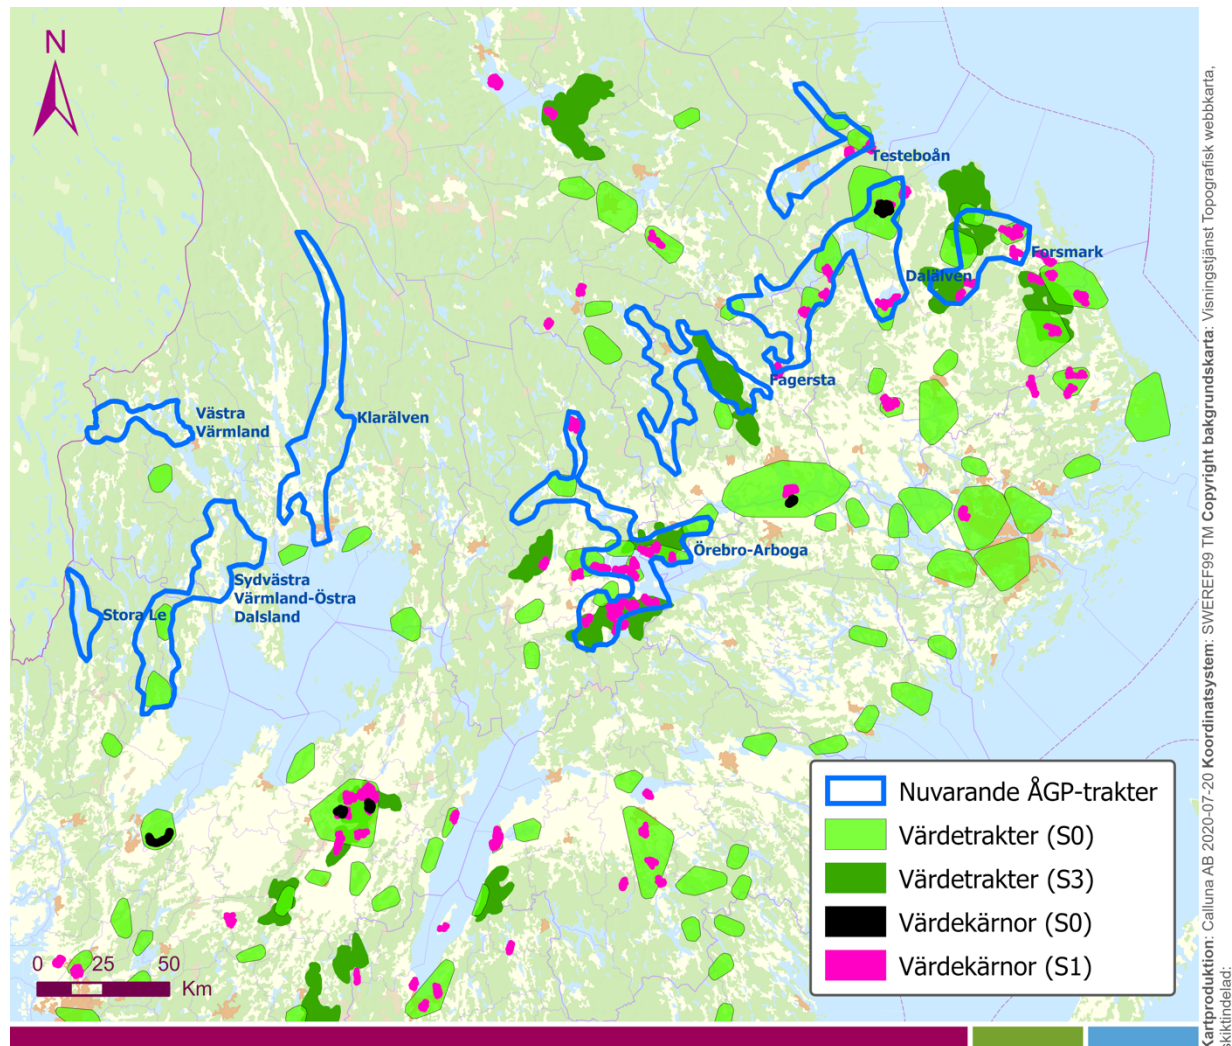 N
Testeboån
Forsmark
Dalälven
Fagersta
Västra
Värmland
Klarälven
Örebro-Arboga
Sydvästra
Värmland-Östra
Dalsland
Stora Le
Nuvarande ÅGP-trakter
Värdetrakter (S0)
Värdetrakter (S3)
Värdekärnor (S0)
Värdekärnor (S1)
0 25 50
Km
Kartproduktion: Calluna AB 2020-07-20 Koordinatsystem: SWEREF99 TM Copyright bakgrundskarta: Visningstjänst Topografisk webbkarta,
skiktindelad: